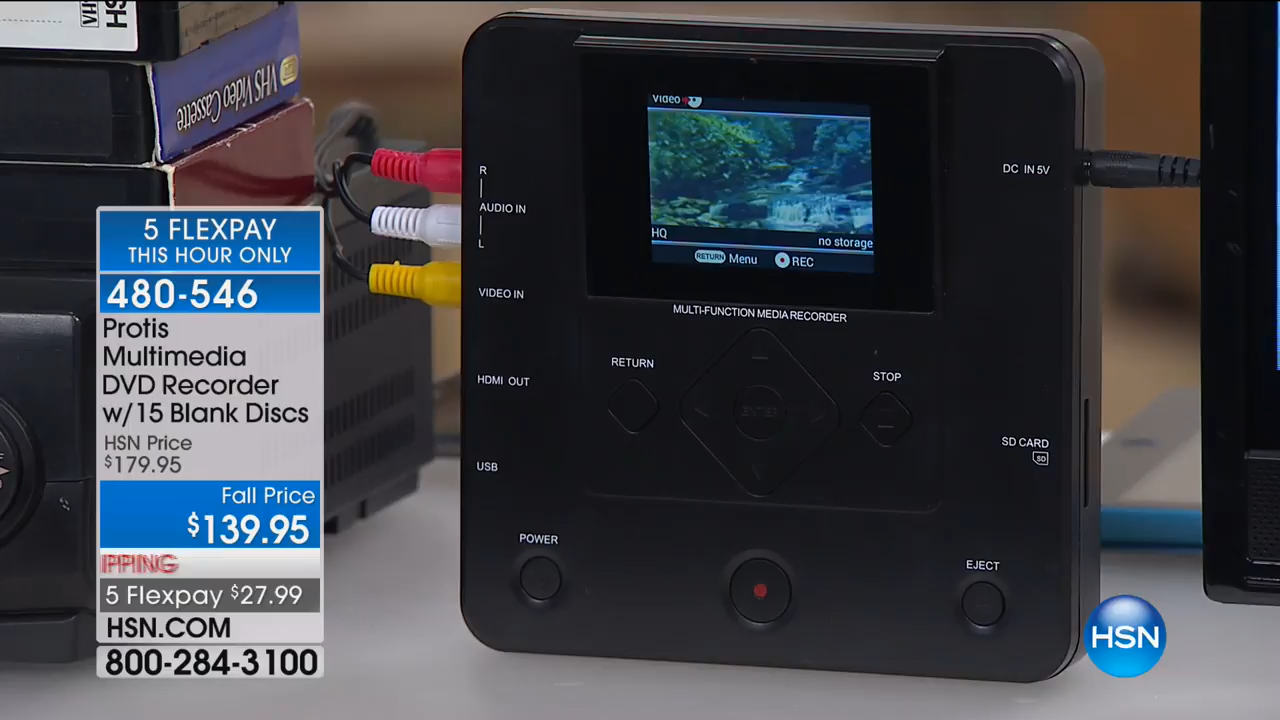 HS
VHS Video Cassette
5 FLEXPAY
THIS HOUR ONLY
480-546
Protis
Multimedia
DVD Recorder
w/15 Blank Discs
HSN Price
$179.95
Fall Price
$139.95
IPPING
5 Flexpay $27.99
HSN.COM
800-284-3100
Video
HQ
no storage
RETURN Menu
REC
MULTI-FUNCTION MEDIA RECORDER
R
AUDIO IN
L
VIDEO IN
HDMI OUT
USB
RETURN
ENTER
STOP
DC IN 5V
SD CARD
SD
POWER
EJECT
HSN